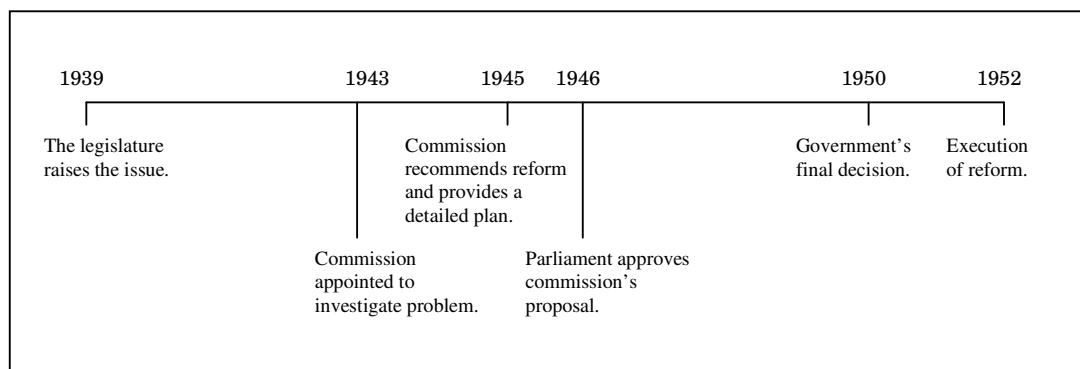 1939
1943
1945
1946
1950
1952
The legislature
raises the issue.
Commission
recommends reform
and provides a
detailed plan.
Government’s
final decision.
Execution
of reform.
Commission
appointed to
investigate problem.
Parliament approves
commission’s
proposal.